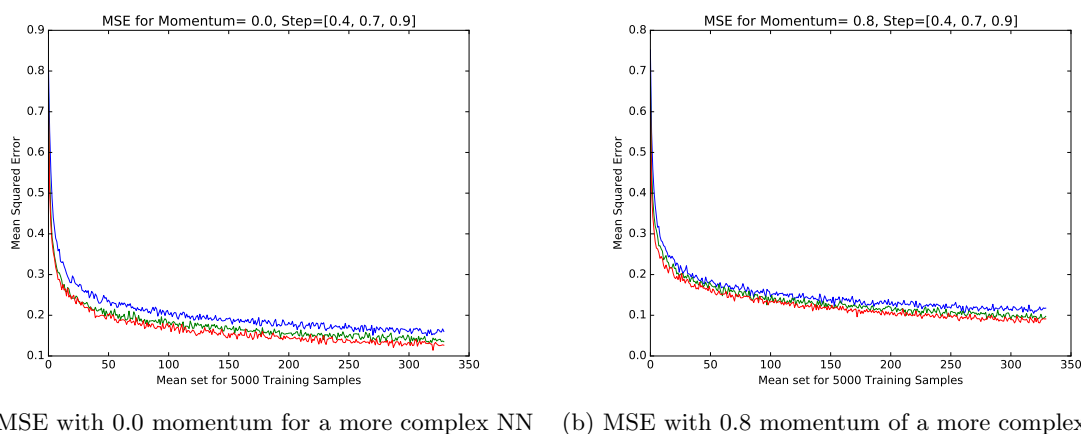 MSE for Momentum= 0.0, Step=[0.4, 0.7, 0.9]
0.9
0.8
0.7
0.6
0.5
0.4
0.3
0.2
0.1
Mean Squared Error
0 50 100 150 200 250 300 350
Mean set for 5000 Training Samples
MSE for Momentum= 0.8, Step=[0.4, 0.7, 0.9]
0.8
0.7
0.6
0.5
0.4
0.3
0.2
0.1
0.0
Mean Squared Error
0 50 100 150 200 250 300 350
Mean set for 5000 Training Samples
MSE with 0.0 momentum for a more complex NN
(b) MSE with 0.8 momentum of a more complex